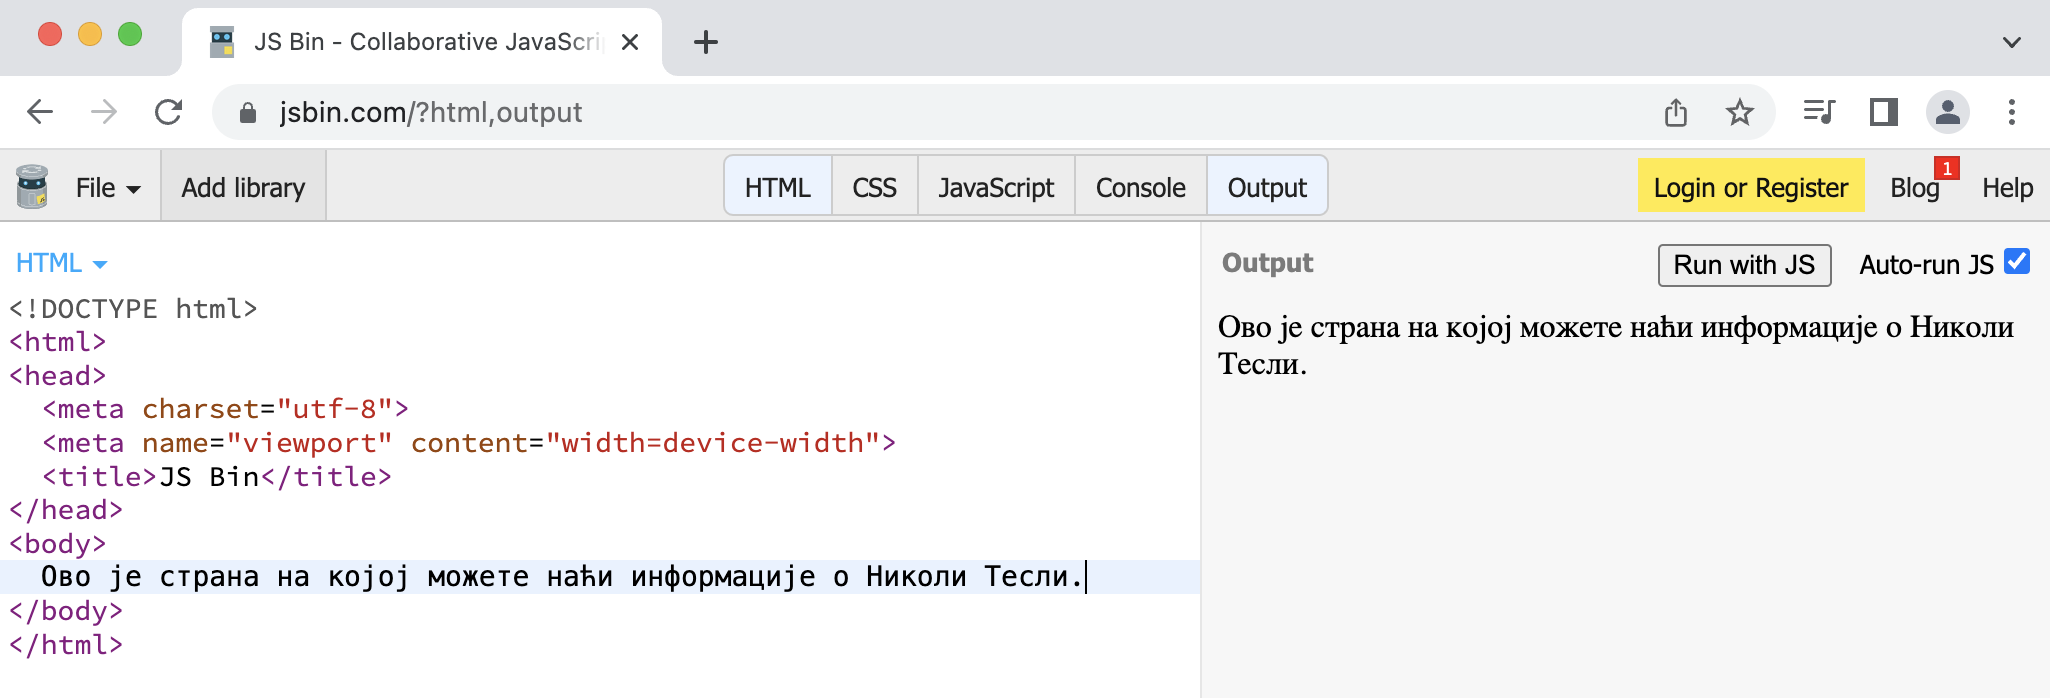 JS Bin - Collaborative JavaScri
jsbin.com/?html,output
File Add library HTML CSS JavaScript Console Output Login or Register Blog 1 Help
HTML
<!DOCTYPE html>
<html>
<head>
  <meta charset="utf-8">
  <meta name="viewport" content="width=device-width">
  <title>JS Bin</title>
</head>
<body>
  Ово је страна на којој можете наћи информације о Николи Тесли.
</body>
</html>
Output Run with JS Auto-run JS
Ово је страна на којој можете наћи информације о Николи
Тесли.